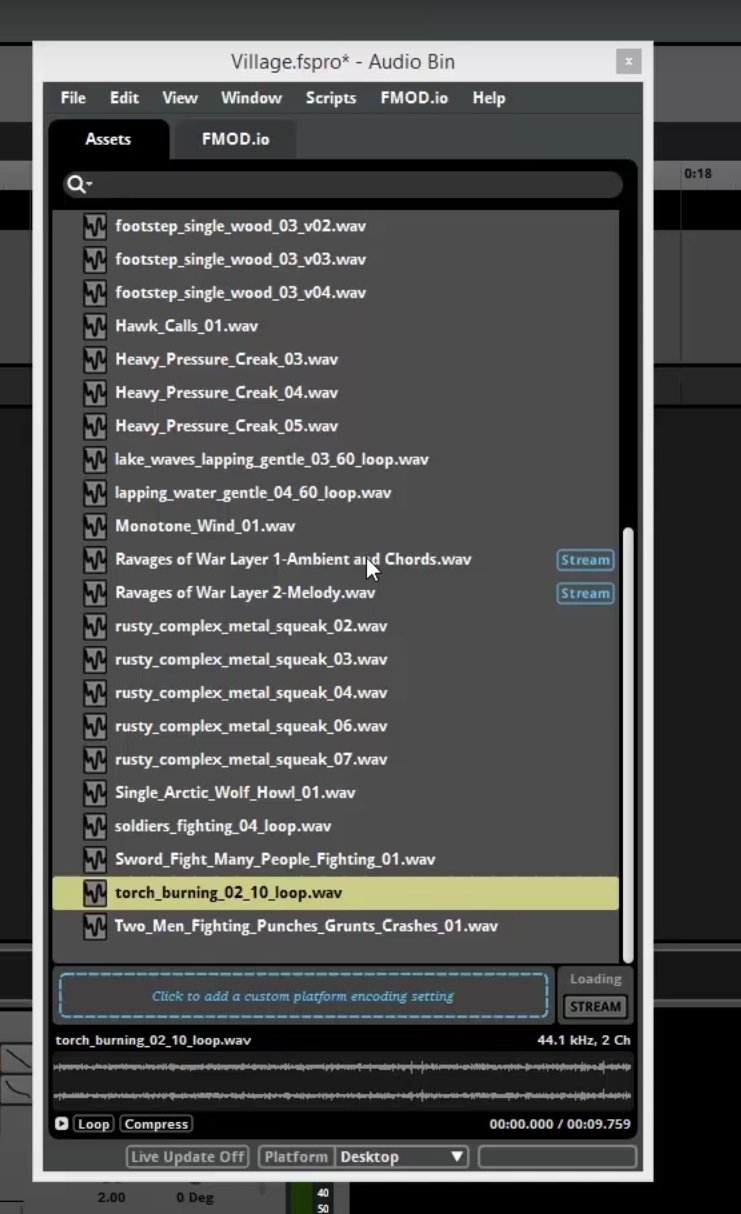 Village.fspro* - Audio Bin x
File Edit View Window Scripts FMOD.io Help
Assets FMOD.io
0:18
footstep_single_wood_03_v02.wav
footstep_single_wood_03_v03.wav
footstep_single_wood_03_v04.wav
Hawk_Calls_01.wav
Heavy_Pressure_Creak_03.wav
Heavy_Pressure_Creak_04.wav
Heavy_Pressure_Creak_05.wav
lake_waves_lapping_gentle_03_60_loop.wav
lapping_water_gentle_04_60_loop.wav
Monotone_Wind_01.wav
Ravages of War Layer 1-Ambient and Chords.wav Stream
Ravages of War Layer 2-Melody.wav Stream
rusty_complex_metal_squeak_02.wav
rusty_complex_metal_squeak_03.wav
rusty_complex_metal_squeak_04.wav
rusty_complex_metal_squeak_06.wav
rusty_complex_metal_squeak_07.wav
Single_Arctic_Wolf_Howl_01.wav
soldiers_fighting_04_loop.wav
Sword_Fight_Many_People_Fighting_01.wav
torch_burning_02_10_loop.wav
Two_Men_Fighting_Punches_Grunts_Crashes_01.wav
Click to add a custom platform encoding setting
Loading
STREAM
torch_burning_02_10_loop.wav 44.1 kHz, 2 Ch
Loop Compress 00:00.000 / 00:09.759
Live Update Off Platform Desktop
2.00 0 Deg 40
50